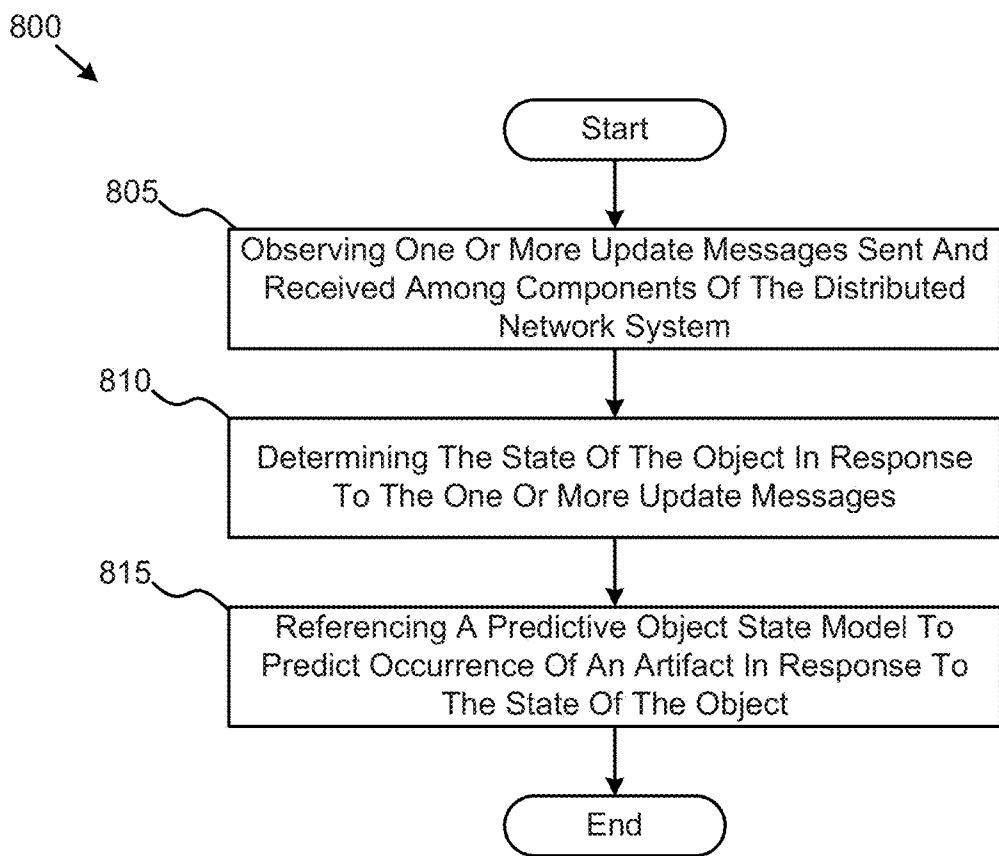 800
Start
805
Observing One Or More Update Messages Sent And
Received Among Components Of The Distributed
Network System
810
Determining The State Of The Object In Response
To The One Or More Update Messages
815
Referencing A Predictive Object State Model To
Predict Occurrence Of An Artifact In Response To
The State Of The Object
End